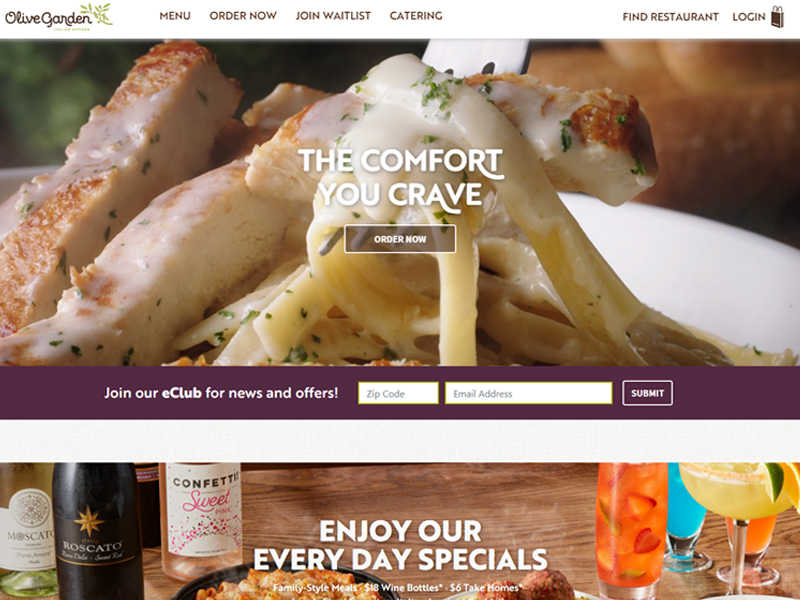 Olive Garden
ITALIAN KITCHEN
MENU ORDER NOW JOIN WAITLIST CATERING FIND RESTAURANT LOGIN
THE COMFORT
YOU CRAVE
ORDER NOW
Join our eClub for news and offers! Zip Code Email Address SUBMIT
CONFETTI
Sweet
PINK
MOSCATO
ROSCATO
ENJOY OUR
EVERY DAY SPECIALS
Family-Style Meals · $18 Wine Bottles* · $6 Take Homes*